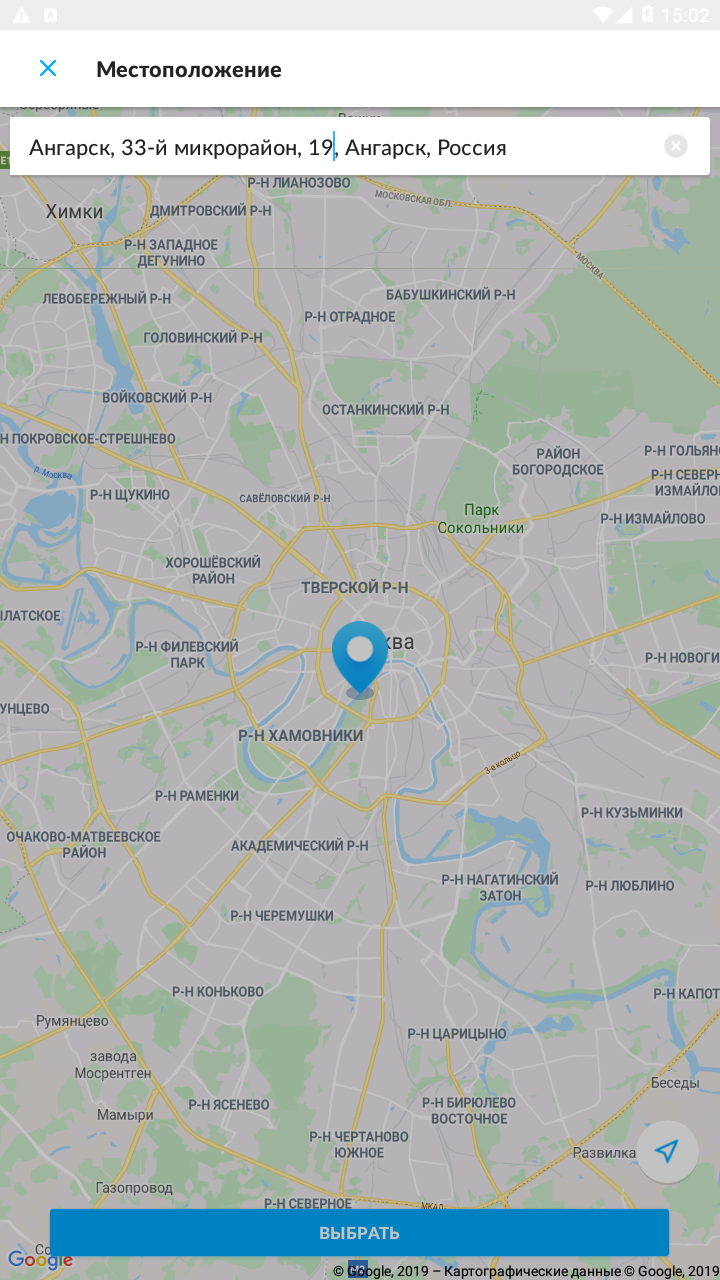 15:02
Местоположение
Ангарск, 33-й микрорайон, 19, Ангарск, Россия
Р-Н ЛИАНОЗОВО
МОСКОВСКАЯ ОБЛ.
Химки
ДМИТРОВСКИЙ Р-Н
Р-Н ЗАПАДНОЕ
ДЕГУНИНО
МОСКВА
ЛЕВОБЕРЕЖНЫЙ Р-Н
БАБУШКИНСКИЙ Р-Н
Р-Н ОТРАДНОЕ
ГОЛОВИНСКИЙ Р-Н
ВОЙКОВСКИЙ Р-Н
ОСТАНКИНСКИЙ Р-Н
Н ПОКРОВСКОЕ-СТРЕШНЕВО
РАЙОН
БОГОРОДСКОЕ
Р-Н ГОЛЬЯН
р. Москва
Р-Н СЕВЕРН
ИЗМАЙЛО
Р-Н ЩУКИНО
САВЁЛОВСКИЙ Р-Н
Парк
Сокольники
Р-Н ИЗМАЙЛОВО
ХОРОШЁВСКИЙ
РАЙОН
ТВЕРСКОЙ Р-Н
ЛАТСКОЕ
Р-Н ФИЛЕВСКИЙ
ПАРК
ква
Р-Н НОВОГИ
УНЦЕВО
Р-Н ХАМОВНИКИ
3-е кольцо
Р-Н РАМЕНКИ
Р-Н КУЗЬМИНКИ
ОЧАКОВО-МАТВЕЕВСКОЕ
РАЙОН
АКАДЕМИЧЕСКИЙ Р-Н
Р-Н НАГАТИНСКИЙ
ЗАТОН
Р-Н ЛЮБЛИНО
Р-Н ЧЕРЕМУШКИ
Р-Н КОНЬКОВО
Р-Н КАПОТ
Румянцево
Р-Н ЦАРИЦЫНО
завода
Мосрентген
Беседы
Мамыри
Р-Н ЯСЕНЕВО
Р-Н БИРЮЛЕВО
ВОСТОЧНОЕ
Р-Н ЧЕРТАНОВО
ЮЖНОЕ
Развилка
Газопровод
Р-Н СЕВЕРНОЕ
МКАД
ВЫБРАТЬ
Со
Google
© Google, 2019 – Картографические данные © Google, 2019